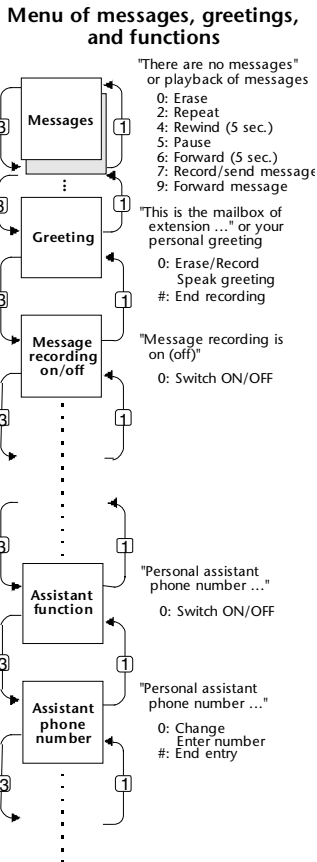 Menu of messages, greetings,
and functions
"There are no messages"
or playback of messages
Messages
0: Erase
2: Repeat
4: Rewind (5 sec.)
5: Pause
6: Forward (5 sec.)
7: Record/send message
9: Forward message
3
1
3
1
"This is the mailbox of
extension ..." or your
personal greeting
Greeting
0: Erase/Record
Speak greeting
#: End recording
3
1
Message
recording
on/off
"Message recording is
on (off)"
0: Switch ON/OFF
3
1
3
1
"Personal assistant
phone number ..."
Assistant
function
0: Switch ON/OFF
3
1
"Personal assistant
phone number ..."
Assistant
phone
number
0: Change
Enter number
#: End entry
3
1